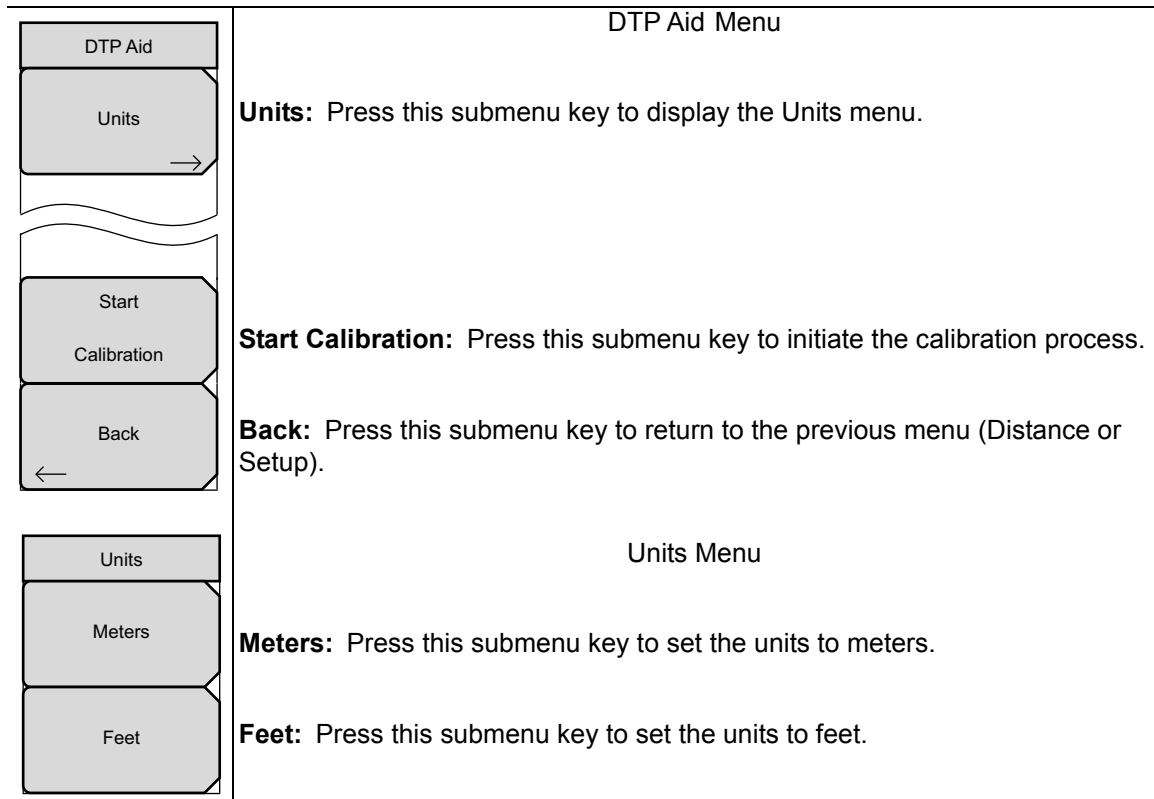 DTP Aid Menu
DTP Aid
Units
Units: Press this submenu key to display the Units menu.
Start
Calibration
Start Calibration: Press this submenu key to initiate the calibration process.
Back
Back: Press this submenu key to return to the previous menu (Distance or
Setup).
Units
Units Menu
Meters
Meters: Press this submenu key to set the units to meters.
Feet
Feet: Press this submenu key to set the units to feet.